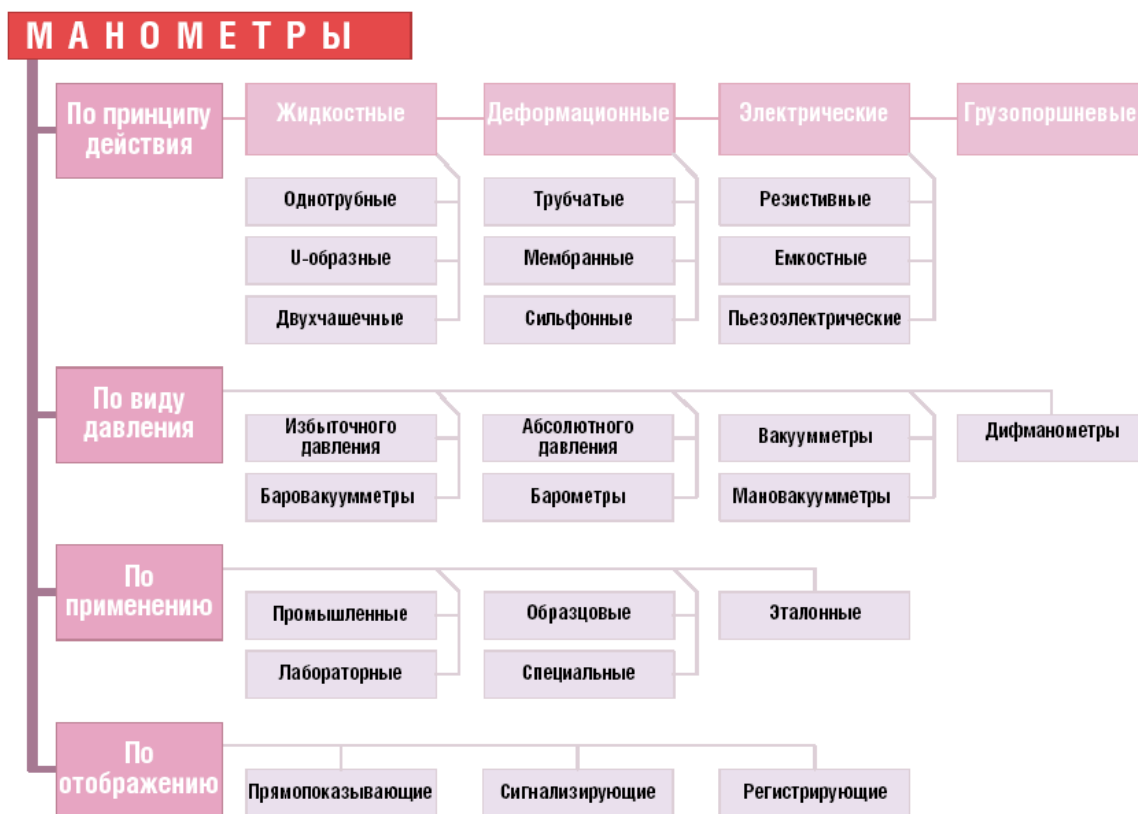 МАНОМЕТРЫ
По принципу
действия
Жидкостные
Деформационные
Электрические
Грузопоршневые
Однотрубные
Трубчатые
Резистивные
U-образные
Мембранные
Емкостные
Двухчашечные
Сильфонные
Пьезоэлектрические
По виду
давления
Избыточного
давления
Абсолютного
давления
Вакуумметры
Дифманометры
Баровакуумметры
Барометры
Мановакуумметры
По
применению
Промышленные
Образцовые
Эталонные
Лабораторные
Специальные
По
отображению
Прямопоказывающие
Сигнализирующие
Регистрирующие